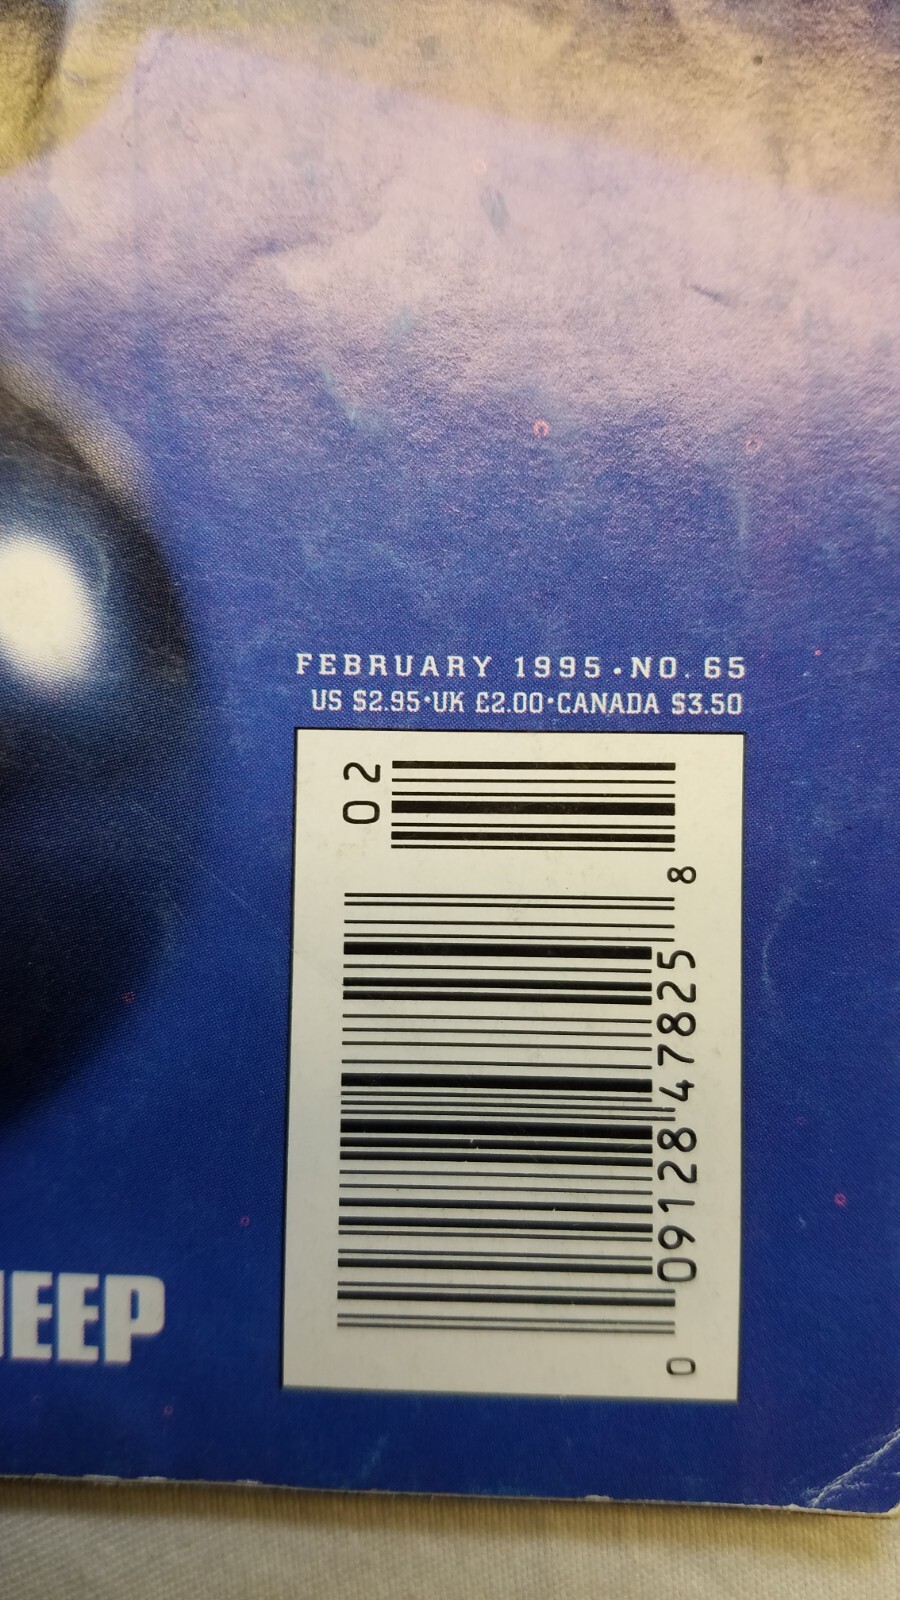 FEBRUARY 1995·NO. 65
US $2.95·UK £2.00·CANADA $3.50
02
0 09128 47825 8